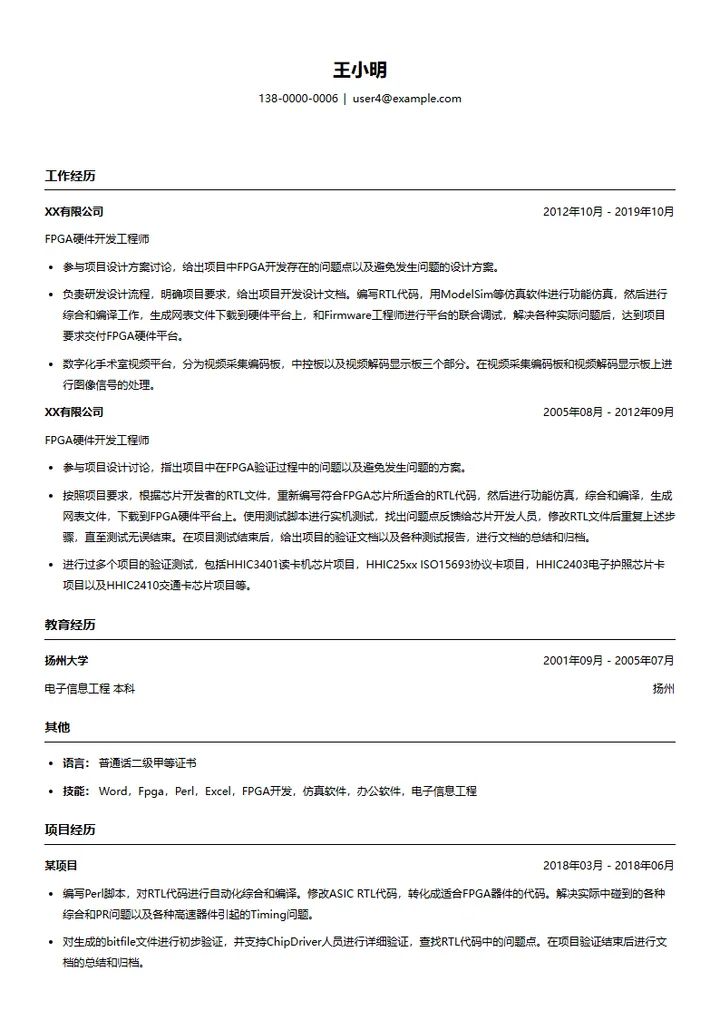 王小明
138-0000-0006 | user4@example.com
工作经历
XX有限公司 2012年10月 - 2019年10月
FPGA硬件开发工程师
• 参与项目设计方案讨论，给出项目中FPGA开发存在的问题点以及避免发生问题的设计方案。
• 负责研发设计流程，明确项目要求，给出项目开发设计文档。编写RTL代码，用ModelSim等仿真软件进行功能仿真，然后进行
综合和编译工作，生成网表文件下载到硬件平台上，和Firmware工程师进行平台的联合调试，解决各种实际问题后，达到项目
要求交付FPGA硬件平台。
• 数字化手术室视频平台，分为视频采集编码板，中控板以及视频解码显示板三个部分。在视频采集编码板和视频解码显示板上进
行图像信号的处理。
XX有限公司 2005年08月 - 2012年09月
FPGA硬件开发工程师
• 参与项目设计讨论，指出项目中在FPGA验证过程中的问题以及避免发生问题的方案。
• 按照项目要求，根据芯片开发者的RTL文件，重新编写符合FPGA芯片所适合的RTL代码，然后进行功能仿真，综合和编译，生成
网表文件，下载到FPGA硬件平台上。使用测试脚本进行实机测试，找出问题点反馈给芯片开发人员，修改RTL文件后重复上述步
骤，直至测试无误结束。在项目测试结束后，给出项目的验证文档以及各种测试报告，进行文档的总结和归档。
• 进行过多个项目的验证测试，包括HHIC3401读卡机芯片项目，HHIC25xx ISO15693协议卡项目，HHIC2403电子护照芯片卡
项目以及HHIC2410交通卡芯片项目等。
教育经历
扬州大学 2001年09月 - 2005年07月
电子信息工程 本科 扬州
其他
• 语言： 普通话二级甲等证书
• 技能： Word，Fpga，Perl，Excel，FPGA开发，仿真软件，办公软件，电子信息工程
项目经历
某项目 2018年03月 - 2018年06月
• 编写Perl脚本，对RTL代码进行自动化综合和编译。修改ASIC RTL代码，转化成适合FPGA器件的代码。解决实际中碰到的各种
综合和PR问题以及各种高速器件引起的Timing问题。
• 对生成的bitfile文件进行初步验证，并支持ChipDriver人员进行详细验证，查找RTL代码中的问题点。在项目验证结束后进行文
档的总结和归档。